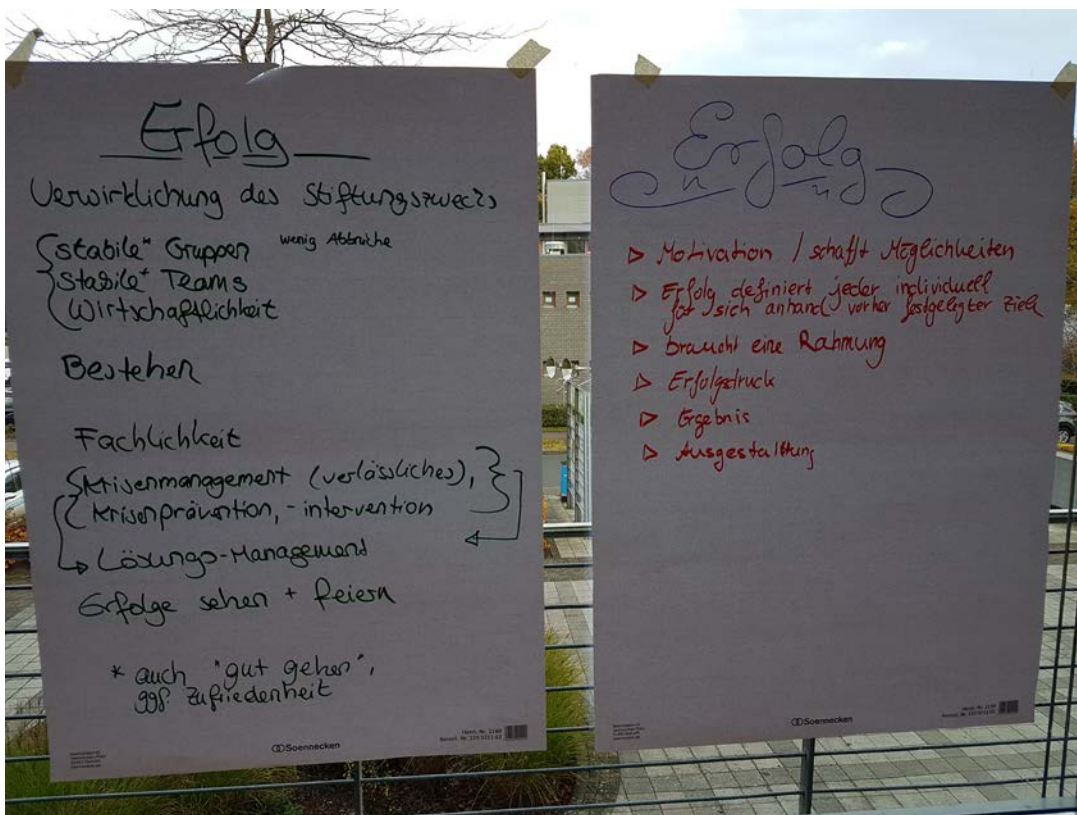 Erfolg
Verwirklichung des Stiftungszwecks
stabile* Gruppen wenig Abbrüche
stabile* Teams
Wirtschaftlichkeit
Bestehen
Fachlichkeit
Krisenmanagement (verlässliches),
Krisenprävention, - intervention
Lösungs-Management
Erfolge sehen + feiern
* auch "gut gehen",
ggf. Zufriedenheit
Soennecken
Erfolg
Motivation / schafft Möglichkeiten
Erfolg definiert jeder individuell
für sich anhand vorher festgelegter Ziele
braucht eine Rahmung
Erfolgsdruck
Ergebnis
Ausgestaltung
Soennecken